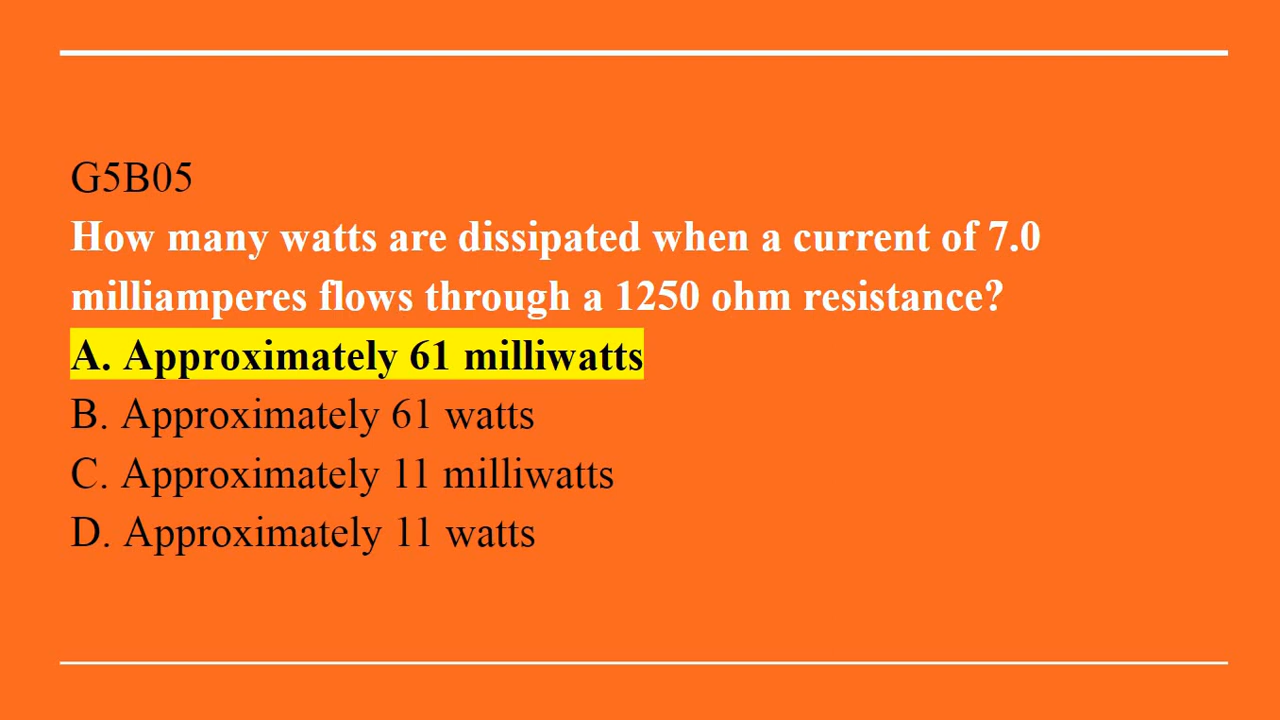 G5B05
How many watts are dissipated when a current of 7.0
milliamperes flows through a 1250 ohm resistance?
A. Approximately 61 milliwatts
B. Approximately 61 watts
C. Approximately 11 milliwatts
D. Approximately 11 watts